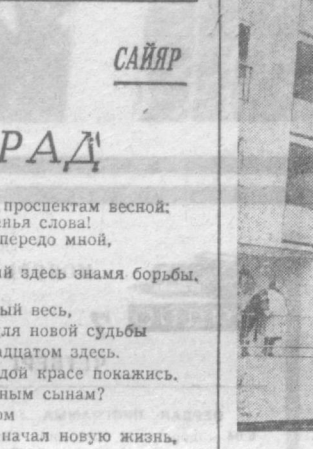 САЙЯР
РАД
проспектам весной:
нья слова!
передо мной,
й здесь знамя борьбы,
ый весь,
ля новой судьбы
адцатом здесь.
дой красе покажись,
ным сынам?
ом
начал новую жизнь,